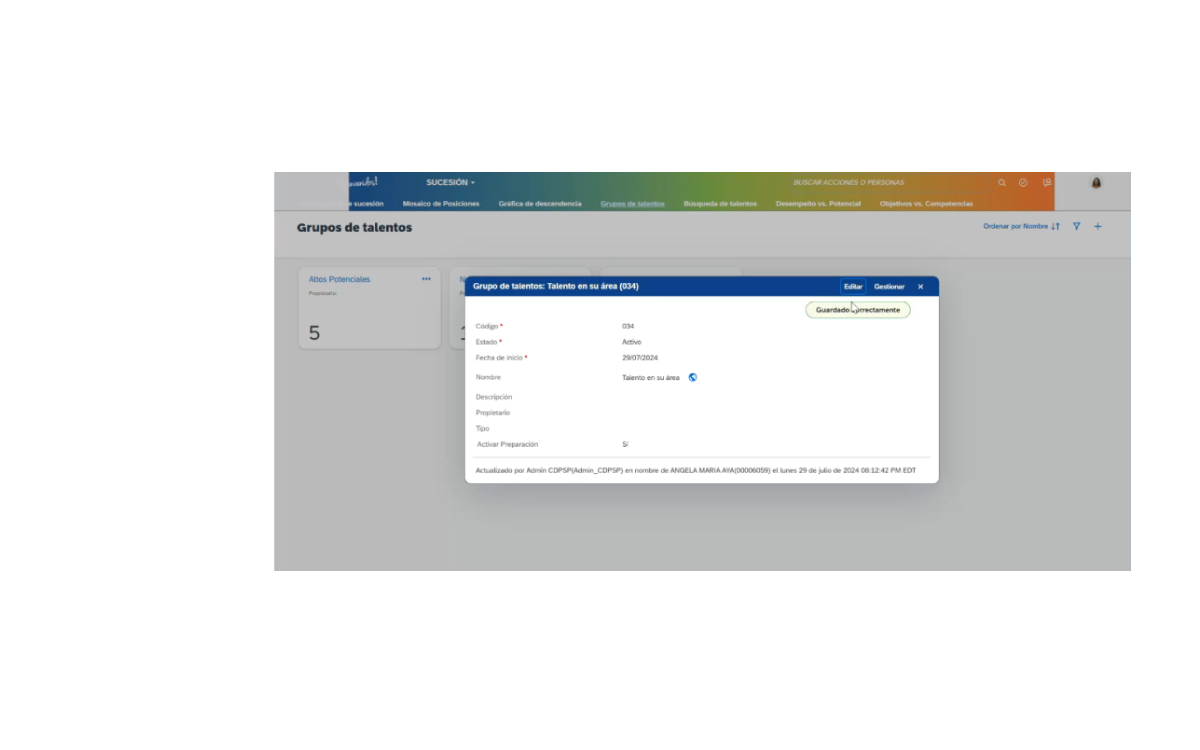 SUCESIÓN
BUSCAR ACCIONES O PERSONAS
sucesión Mosaico de Posiciones Gráfica de descendencia Grupos de talentos Búsqueda de talentos Desempeño vs. Potencial Objetivos vs. Competencias
Grupos de talentos
Ordenar por Nombre
Altos Potenciales
Propietario:
5
Grupo de talentos: Talento en su área (034)
Editar Gestionar
Guardado correctamente
Código * 034
Estado * Activo
Fecha de inicio * 29/07/2024
Nombre Talento en su área
Descripción
Propietario
Tipo
Activar Preparación Sí
Actualizado por Admin CDPSP(Admin_CDPSP) en nombre de ANGELA MARIA AYA(00006059) el lunes 29 de julio de 2024 08:12:42 PM EDT